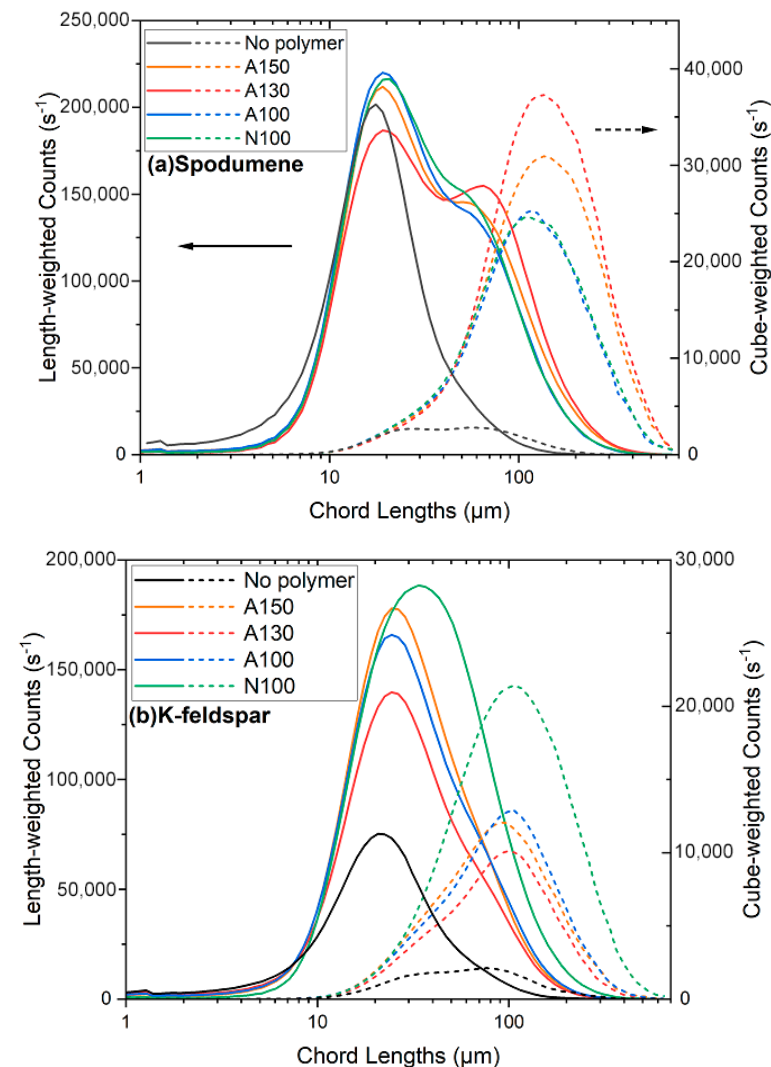 250,000
200,000
150,000
100,000
50,000
0
Length-weighted Counts (s⁻¹)
No polymer
A150
A130
A100
N100
(a)Spodumene
40,000
30,000
20,000
10,000
0
Cube-weighted Counts (s⁻¹)
1 10 100
Chord Lengths (µm)
200,000
150,000
100,000
50,000
0
Length-weighted Counts (s⁻¹)
No polymer
A150
A130
A100
N100
(b)K-feldspar
30,000
20,000
10,000
0
Cube-weighted Counts (s⁻¹)
1 10 100
Chord Lengths (µm)